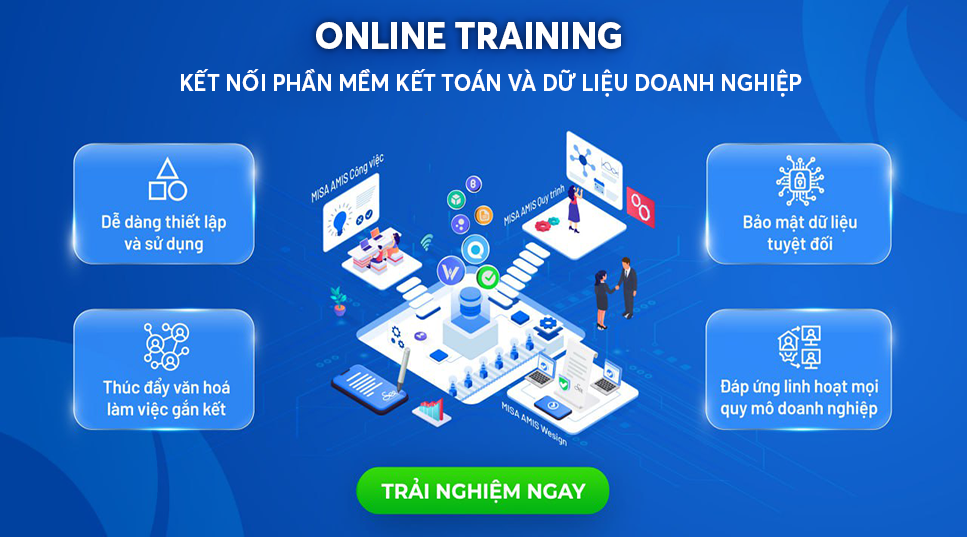 ONLINE TRAINING
KẾT NỐI PHẦN MỀM KẾT TOÁN VÀ DỮ LIỆU DOANH NGHIỆP
Dễ dàng thiết lập
và sử dụng
MISA AMIS Công việc
MISA AMIS Quy trình
Bảo mật dữ liệu
tuyệt đối
Thúc đẩy văn hoá
làm việc gắn kết
MISA AMIS Wesign
Đáp ứng linh hoạt mọi
quy mô doanh nghiệp
TRẢI NGHIỆM NGAY